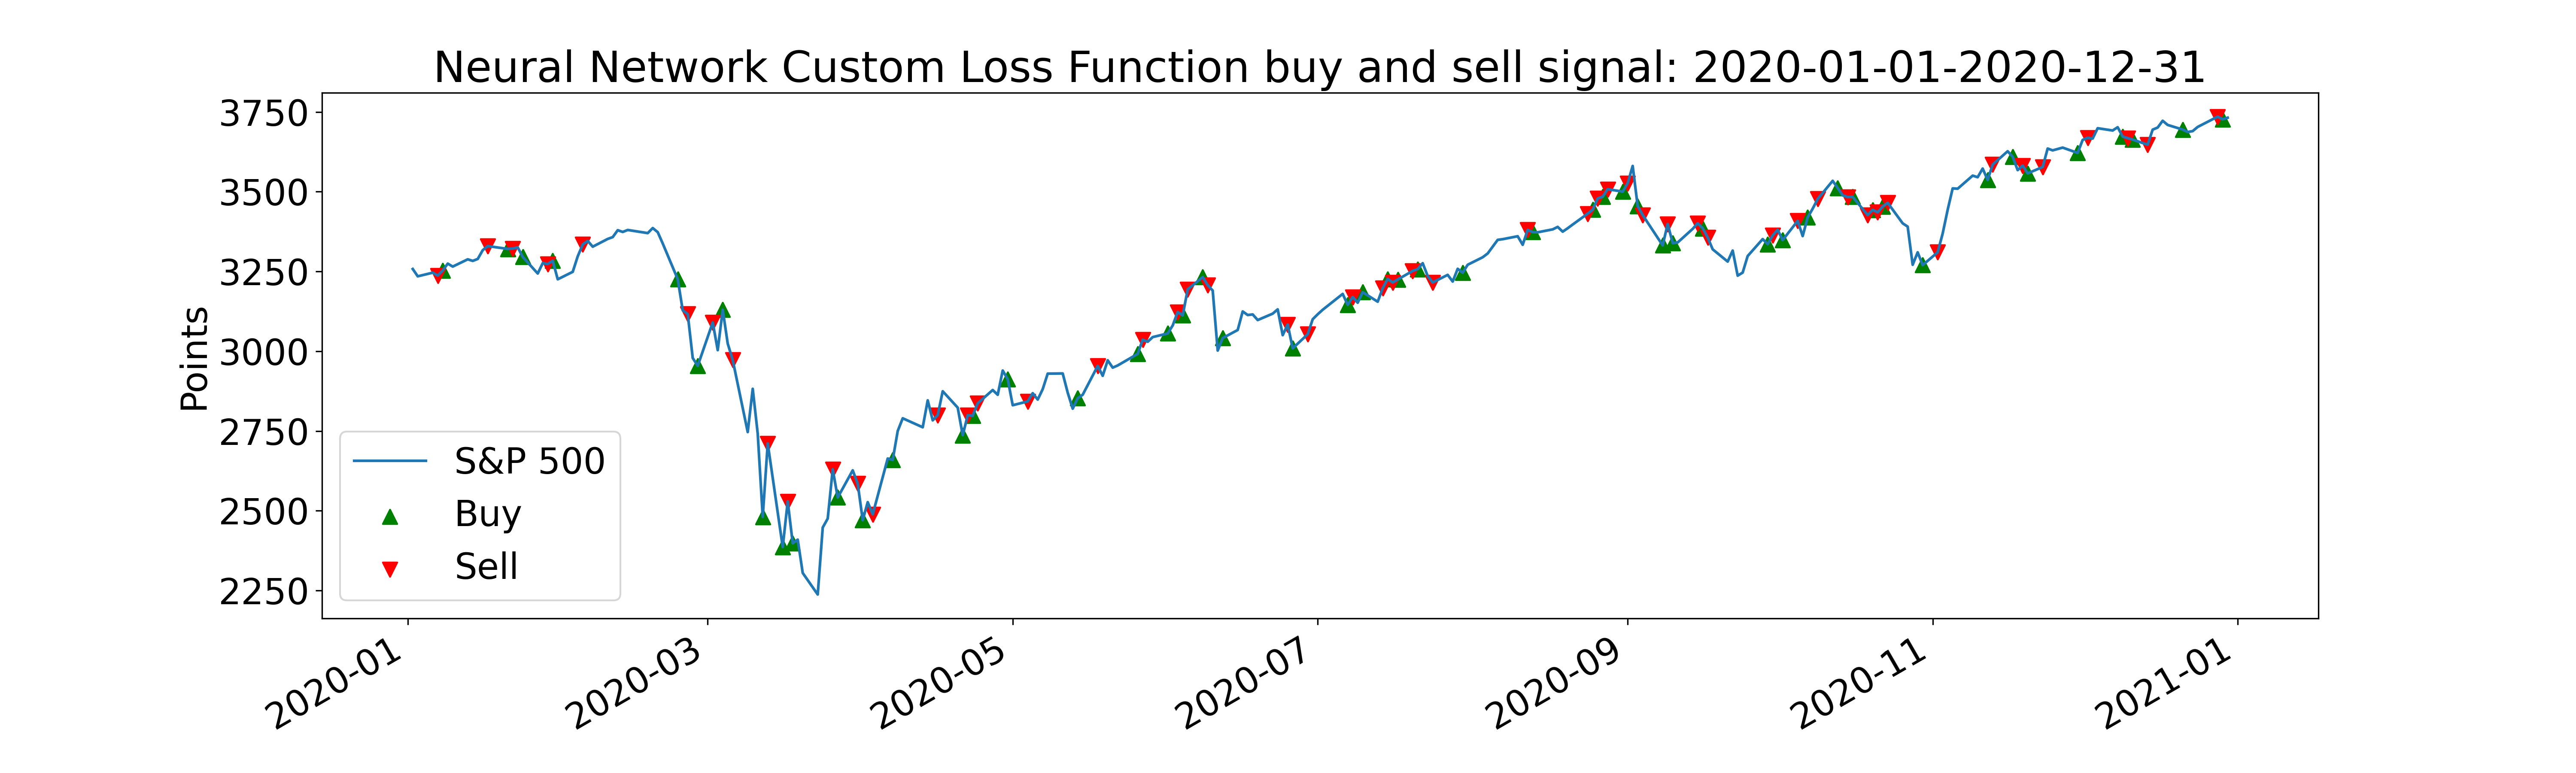 Neural Network Custom Loss Function buy and sell signal: 2020-01-01-2020-12-31
3750
3500
3250
3000
2750
2500
2250
Points
S&P 500
Buy
Sell
2020-01
2020-03
2020-05
2020-07
2020-09
2020-11
2021-01